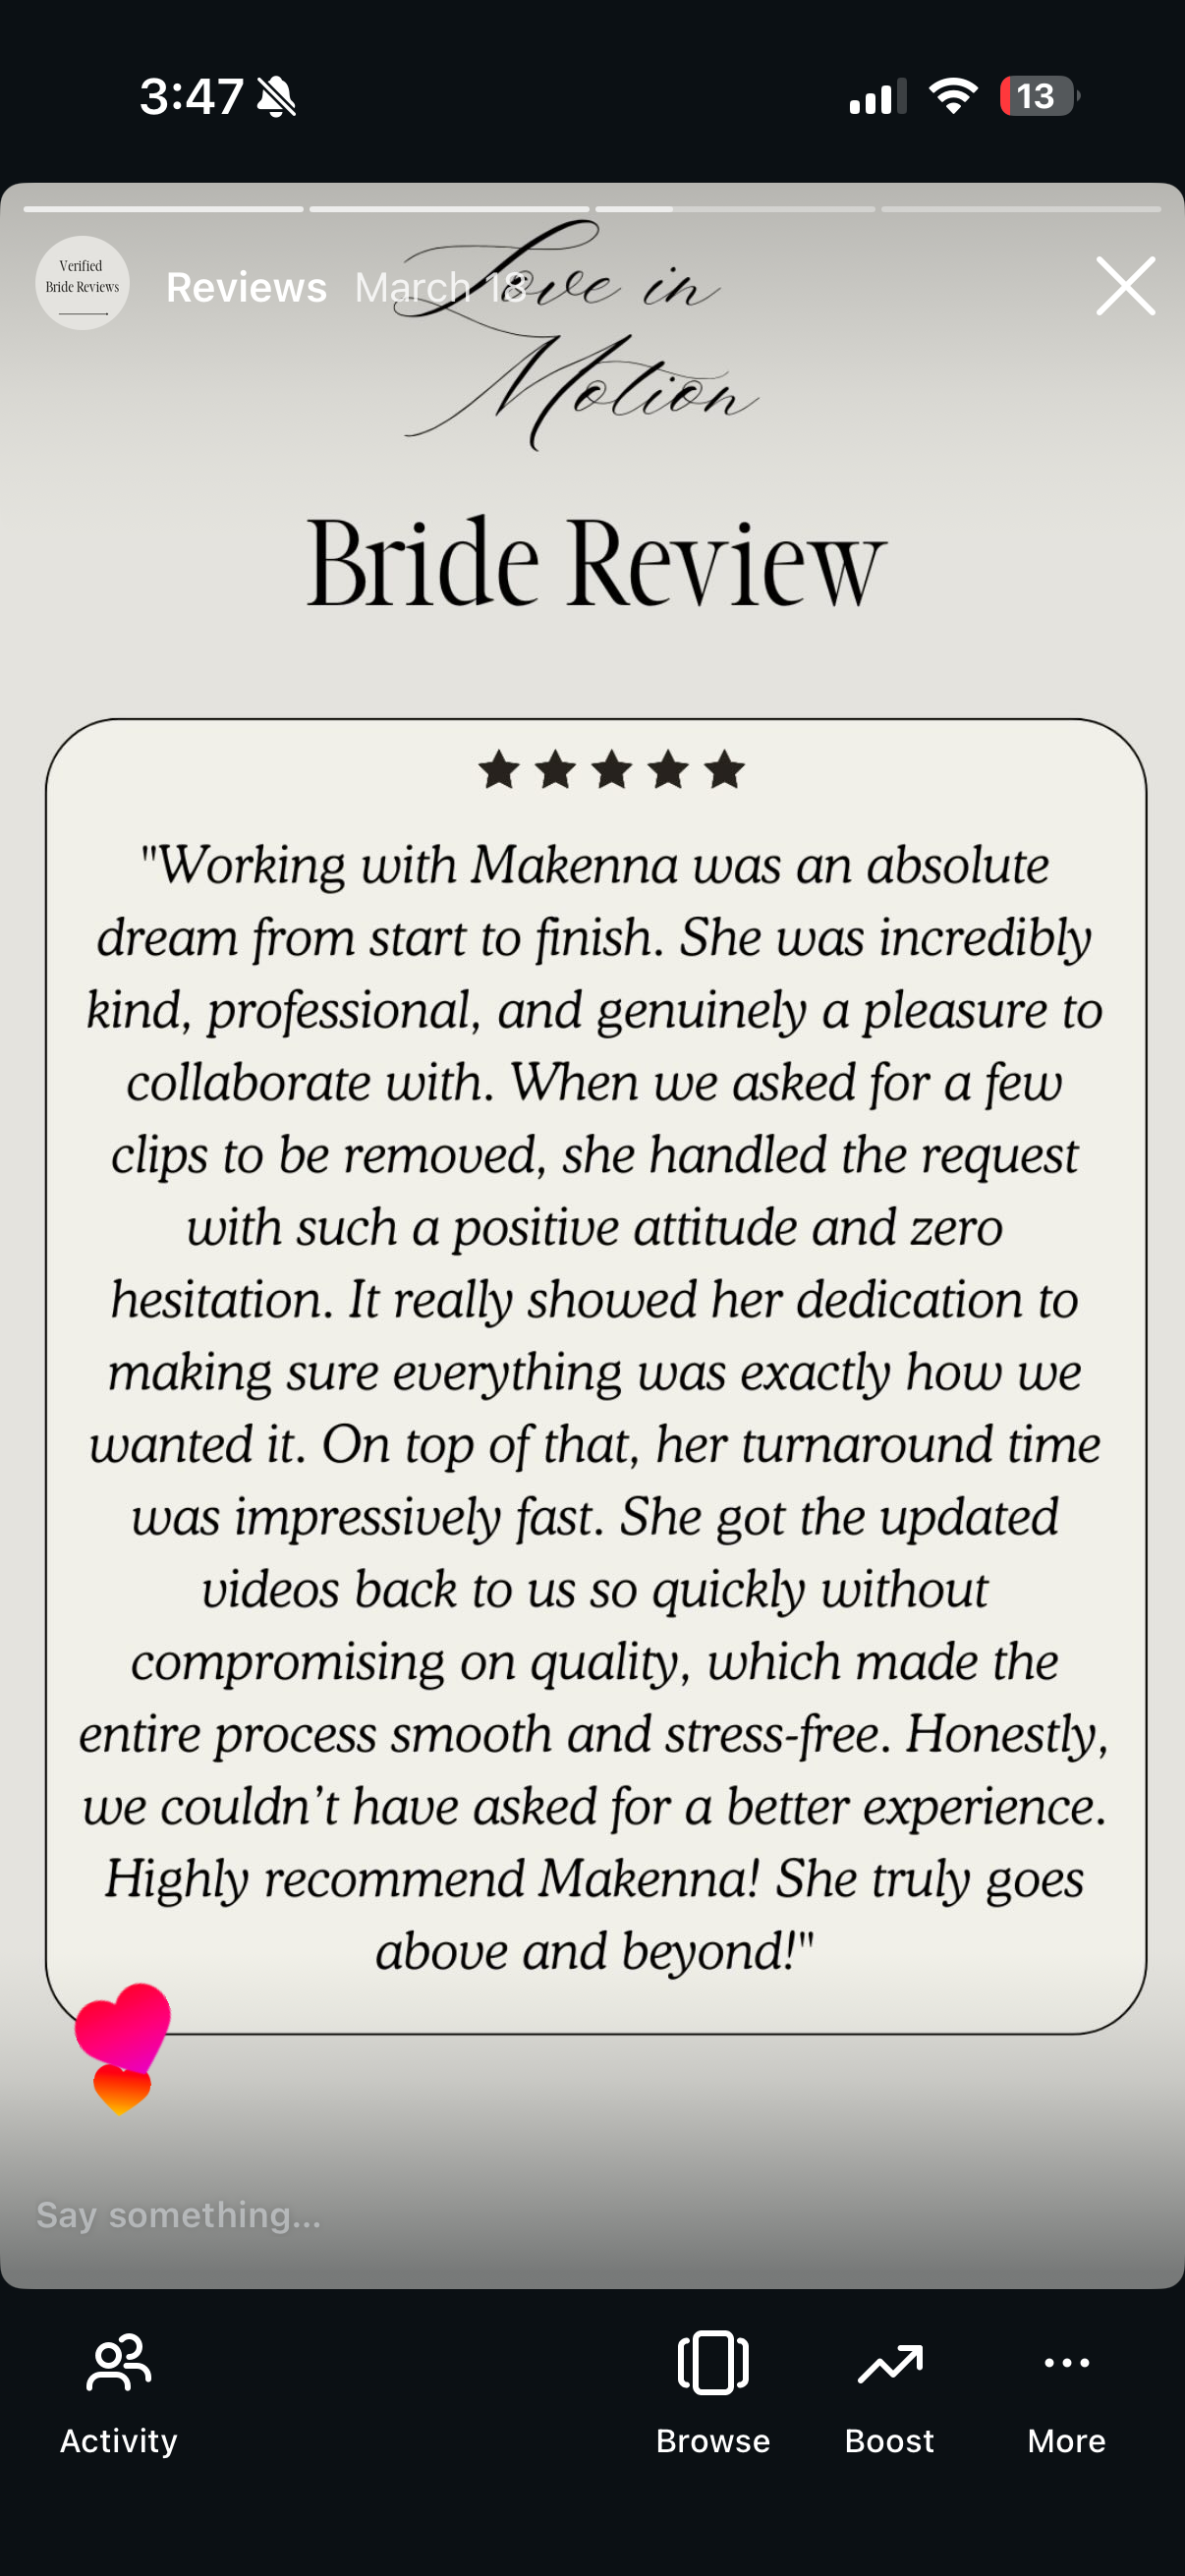 3:47
13
Verified
Bride Reviews
Reviews March 18
Love in
Motion
Bride Review
"Working with Makenna was an absolute
dream from start to finish. She was incredibly
kind, professional, and genuinely a pleasure to
collaborate with. When we asked for a few
clips to be removed, she handled the request
with such a positive attitude and zero
hesitation. It really showed her dedication to
making sure everything was exactly how we
wanted it. On top of that, her turnaround time
was impressively fast. She got the updated
videos back to us so quickly without
compromising on quality, which made the
entire process smooth and stress-free. Honestly,
we couldn’t have asked for a better experience.
Highly recommend Makenna! She truly goes
above and beyond!"
Say something...
Activity
Browse
Boost
More